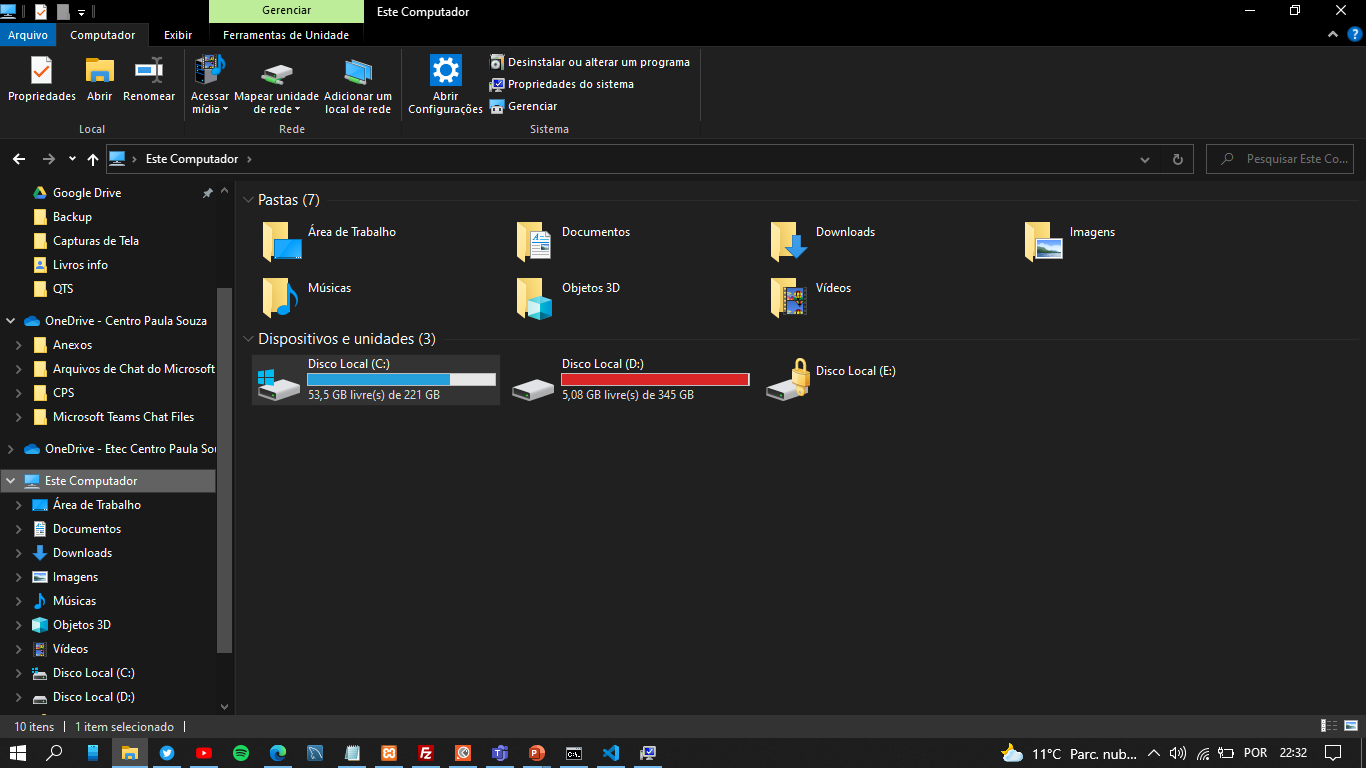 Gerenciar
Este Computador
Arquivo
Computador
Exibir
Ferramentas de Unidade
Propriedades
Abrir
Renomear
Acessar
mídia
Mapear unidade
de rede
Adicionar um
local de rede
Abrir
Configurações
Desinstalar ou alterar um programa
Propriedades do sistema
Gerenciar
Local
Rede
Sistema
Este Computador
Pesquisar Este Co...
Google Drive
Backup
Capturas de Tela
Livros info
QTS
OneDrive - Centro Paula Souza
Anexos
Arquivos de Chat do Microsoft
CPS
Microsoft Teams Chat Files
OneDrive - Etec Centro Paula Sou
Este Computador
Área de Trabalho
Documentos
Downloads
Imagens
Músicas
Objetos 3D
Vídeos
Disco Local (C:)
Disco Local (D:)
Pastas (7)
Área de Trabalho
Documentos
Downloads
Imagens
Músicas
Objetos 3D
Vídeos
Dispositivos e unidades (3)
Disco Local (C:)
53,5 GB livre(s) de 221 GB
Disco Local (D:)
5,08 GB livre(s) de 345 GB
Disco Local (E:)
10 itens
1 item selecionado
11°C Parc. nub...
POR
22:32